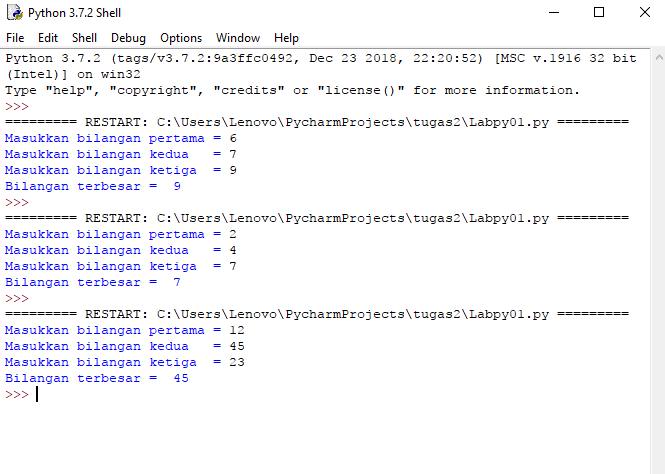 Python 3.7.2 Shell
File Edit Shell Debug Options Window Help
Python 3.7.2 (tags/v3.7.2:9a3ffc0492, Dec 23 2018, 22:20:52) [MSC v.1916 32 bit
(Intel)] on win32
Type "help", "copyright", "credits" or "license()" for more information.
>>>
========= RESTART: C:\Users\Lenovo\PycharmProjects\tugas2\Labpy01.py =========
Masukkan bilangan pertama = 6
Masukkan bilangan kedua   = 7
Masukkan bilangan ketiga  = 9
Bilangan terbesar =  9
>>>
========= RESTART: C:\Users\Lenovo\PycharmProjects\tugas2\Labpy01.py =========
Masukkan bilangan pertama = 2
Masukkan bilangan kedua   = 4
Masukkan bilangan ketiga  = 7
Bilangan terbesar =  7
>>>
========= RESTART: C:\Users\Lenovo\PycharmProjects\tugas2\Labpy01.py =========
Masukkan bilangan pertama = 12
Masukkan bilangan kedua   = 45
Masukkan bilangan ketiga  = 23
Bilangan terbesar =  45
>>>